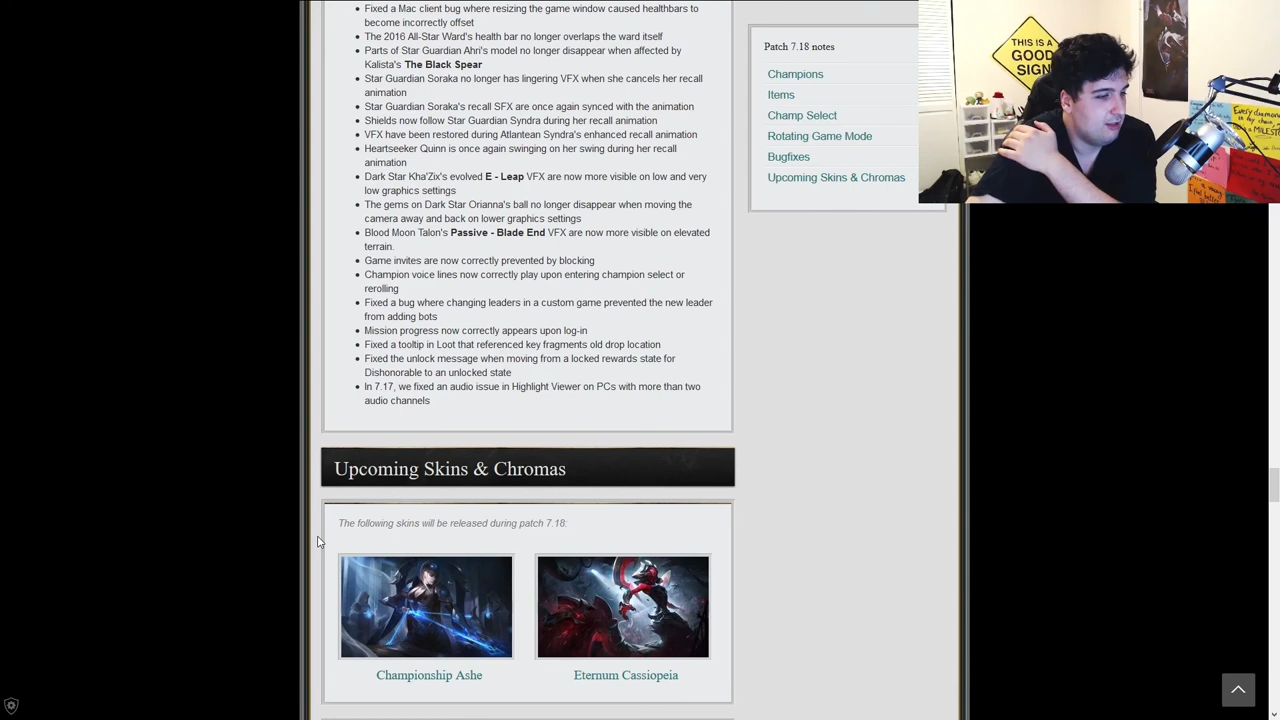 Fixed a Mac client bug where resizing the game window caused healthbars to
become incorrectly offset
The 2016 All-Star Ward's health bar no longer overlaps the ward itself
Parts of Star Guardian Ahri's model no longer disappear when affected by
Kalista's The Black Spear
Star Guardian Soraka no longer has lingering VFX when she cancels her recall
animation
Star Guardian Soraka's recall SFX are once again synced with the animation
Shields now follow Star Guardian Syndra during her recall animation
VFX have been restored during Atlantean Syndra's enhanced recall animation
Heartseeker Quinn is once again swinging on her swing during her recall
animation
Dark Star Kha'Zix's evolved E - Leap VFX are now more visible on low and very
low graphics settings
The gems on Dark Star Orianna's ball no longer disappear when moving the
camera away and back on lower graphics settings
Blood Moon Talon's Passive - Blade End VFX are now more visible on elevated
terrain.
Game invites are now correctly prevented by blocking
Champion voice lines now correctly play upon entering champion select or
rerolling
Fixed a bug where changing leaders in a custom game prevented the new leader
from adding bots
Mission progress now correctly appears upon log-in
Fixed a tooltip in Loot that referenced key fragments old drop location
Fixed the unlock message when moving from a locked rewards state for
Dishonorable to an unlocked state
In 7.17, we fixed an audio issue in Highlight Viewer on PCs with more than two
audio channels
Upcoming Skins & Chromas
The following skins will be released during patch 7.18:
Championship Ashe
Eternum Cassiopeia
Patch 7.18 notes
Champions
Items
Champ Select
Rotating Game Mode
Bugfixes
Upcoming Skins & Chromas
THIS IS A
GOOD
SIGN
Every
MILESTO